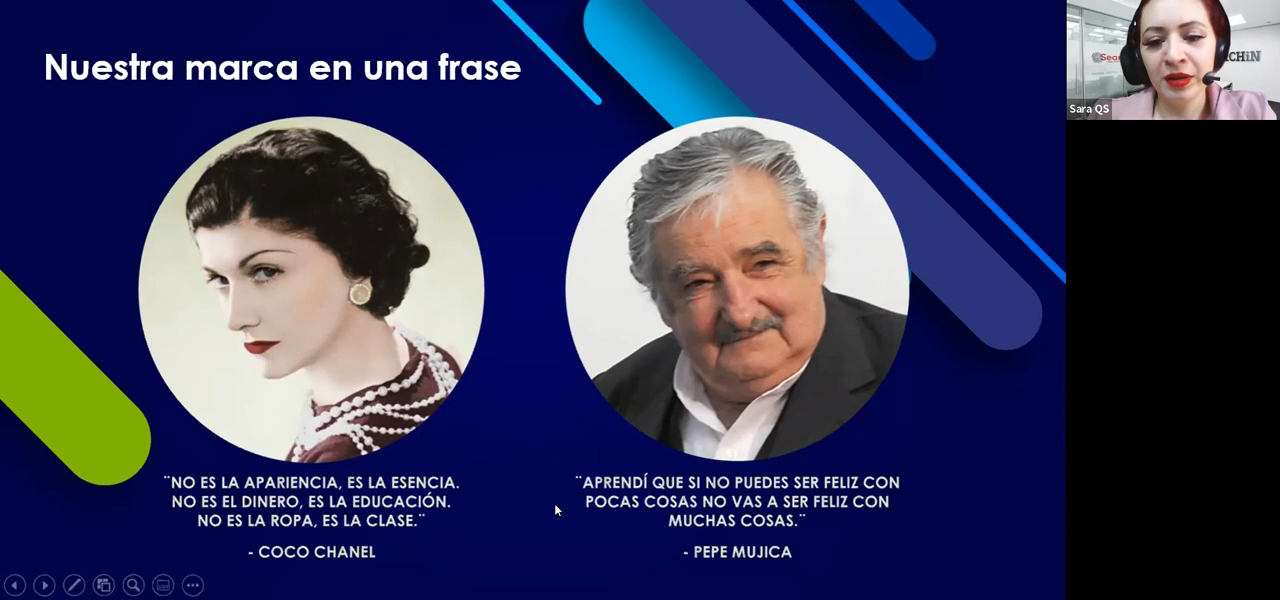 Nuestra marca en una frase
¨NO ES LA APARIENCIA, ES LA ESENCIA.
NO ES EL DINERO, ES LA EDUCACIÓN.
NO ES LA ROPA, ES LA CLASE.¨
- COCO CHANEL
¨APRENDÍ QUE SI NO PUEDES SER FELIZ CON
POCAS COSAS NO VAS A SER FELIZ CON
MUCHAS COSAS.¨
- PEPE MUJICA
Sara QS